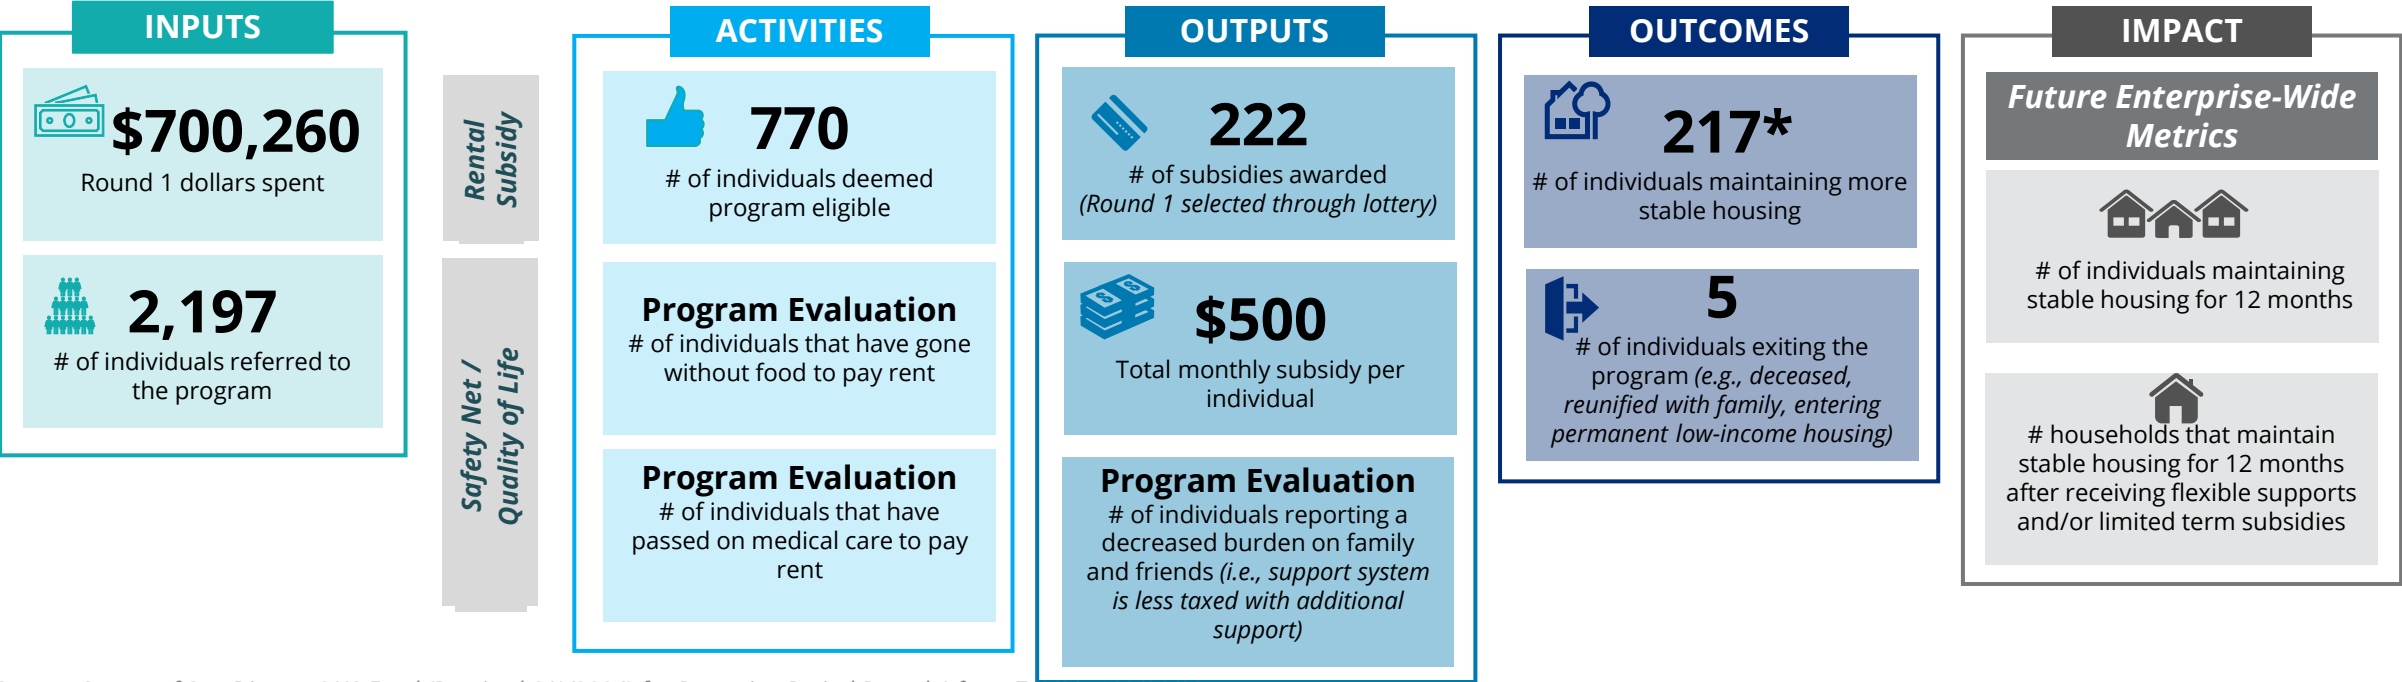 INPUTS
$700,260
Round 1 dollars spent
2,197
# of individuals referred to
the program
Rental
Subsidy
Safety Net /
Quality of Life
ACTIVITIES
770
# of individuals deemed
program eligible
Program Evaluation
# of individuals that have gone
without food to pay rent
Program Evaluation
# of individuals that have
passed on medical care to pay
rent
OUTPUTS
222
# of subsidies awarded
(Round 1 selected through lottery)
$500
Total monthly subsidy per
individual
Program Evaluation
# of individuals reporting a
decreased burden on family
and friends (i.e., support system
is less taxed with additional
support)
OUTCOMES
217*
# of individuals maintaining more
stable housing
5
# of individuals exiting the
program (e.g., deceased,
reunified with family, entering
permanent low-income housing)
IMPACT
Future Enterprise-Wide
Metrics
# of individuals maintaining
stable housing for 12 months
# households that maintain
stable housing for 12 months
after receiving flexible supports
and/or limited term subsidies